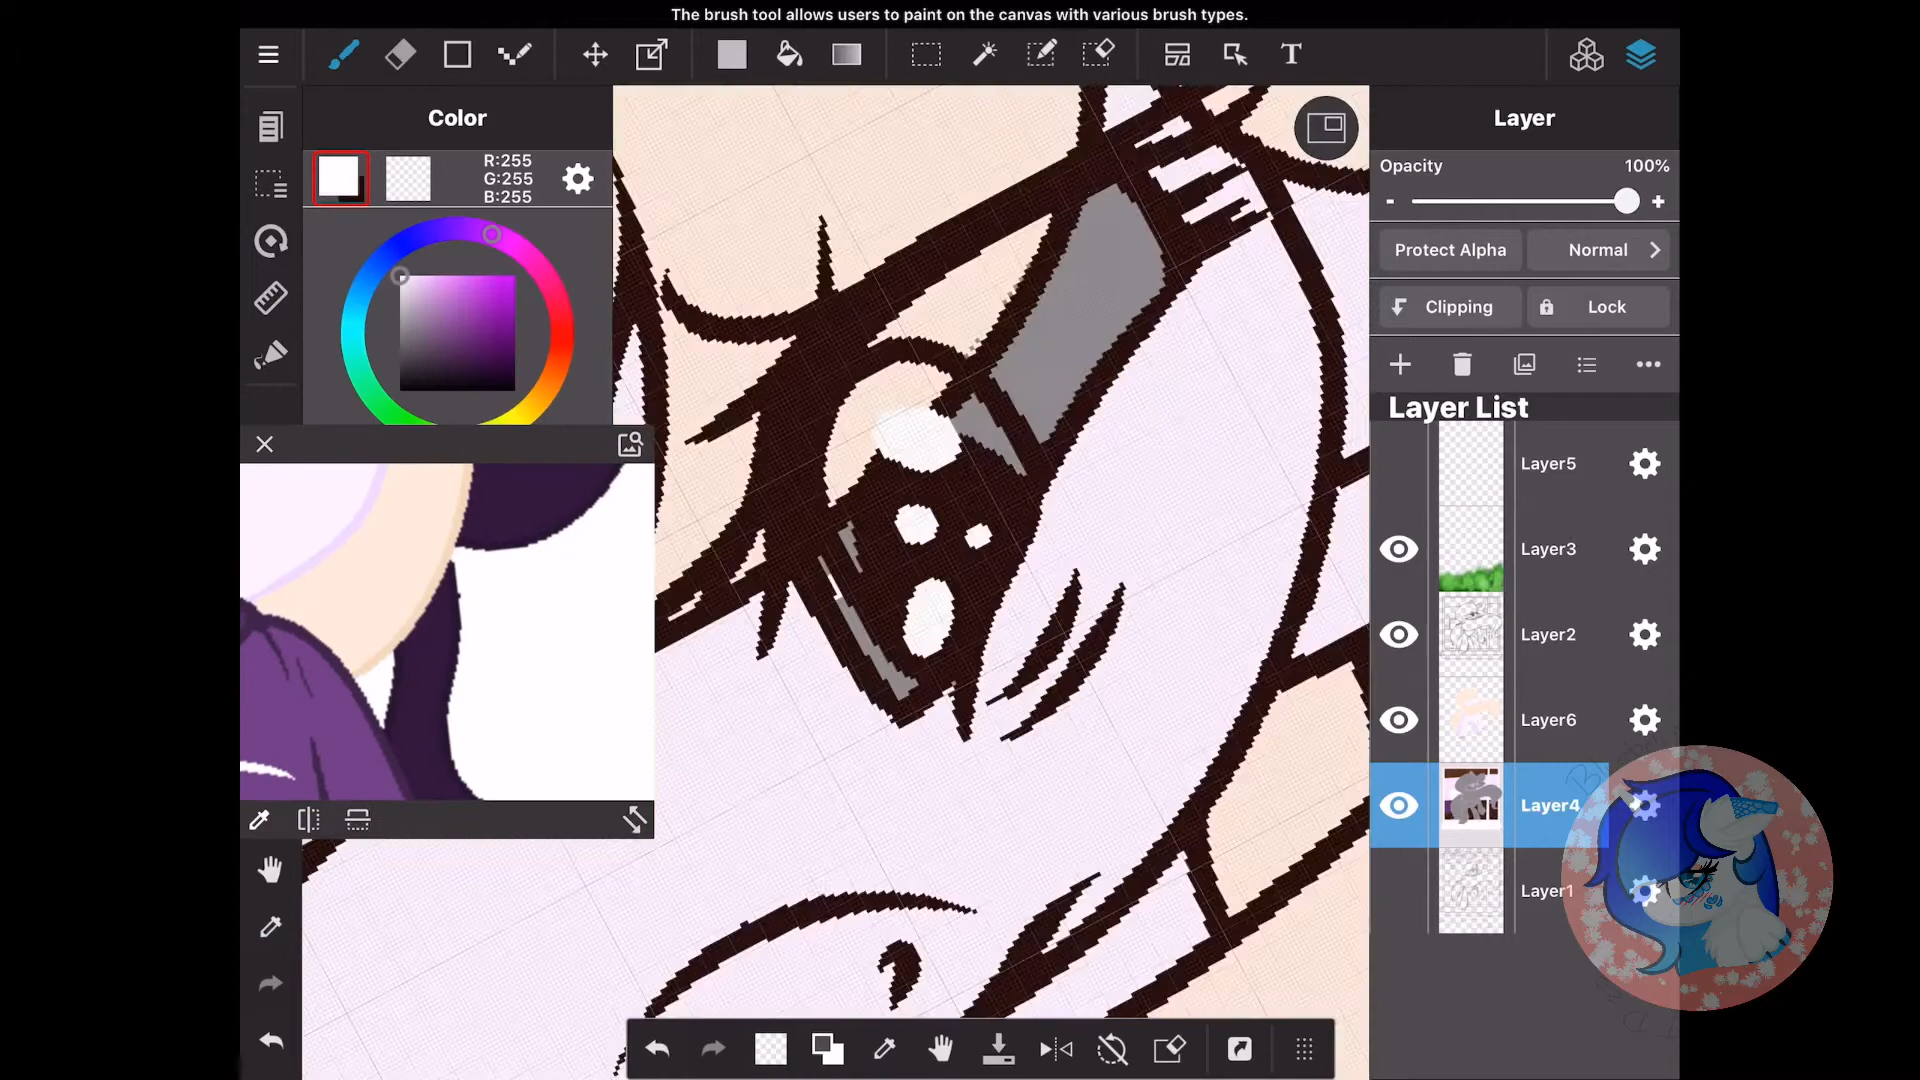 The brush tool allows users to paint on the canvas with various brush types.
Color
R:255
G:255
B:255
Layer
Opacity 100%
Protect Alpha
Normal
Clipping
Lock
Layer List
Layer5
Layer3
Layer2
Layer6
Layer4
Layer1